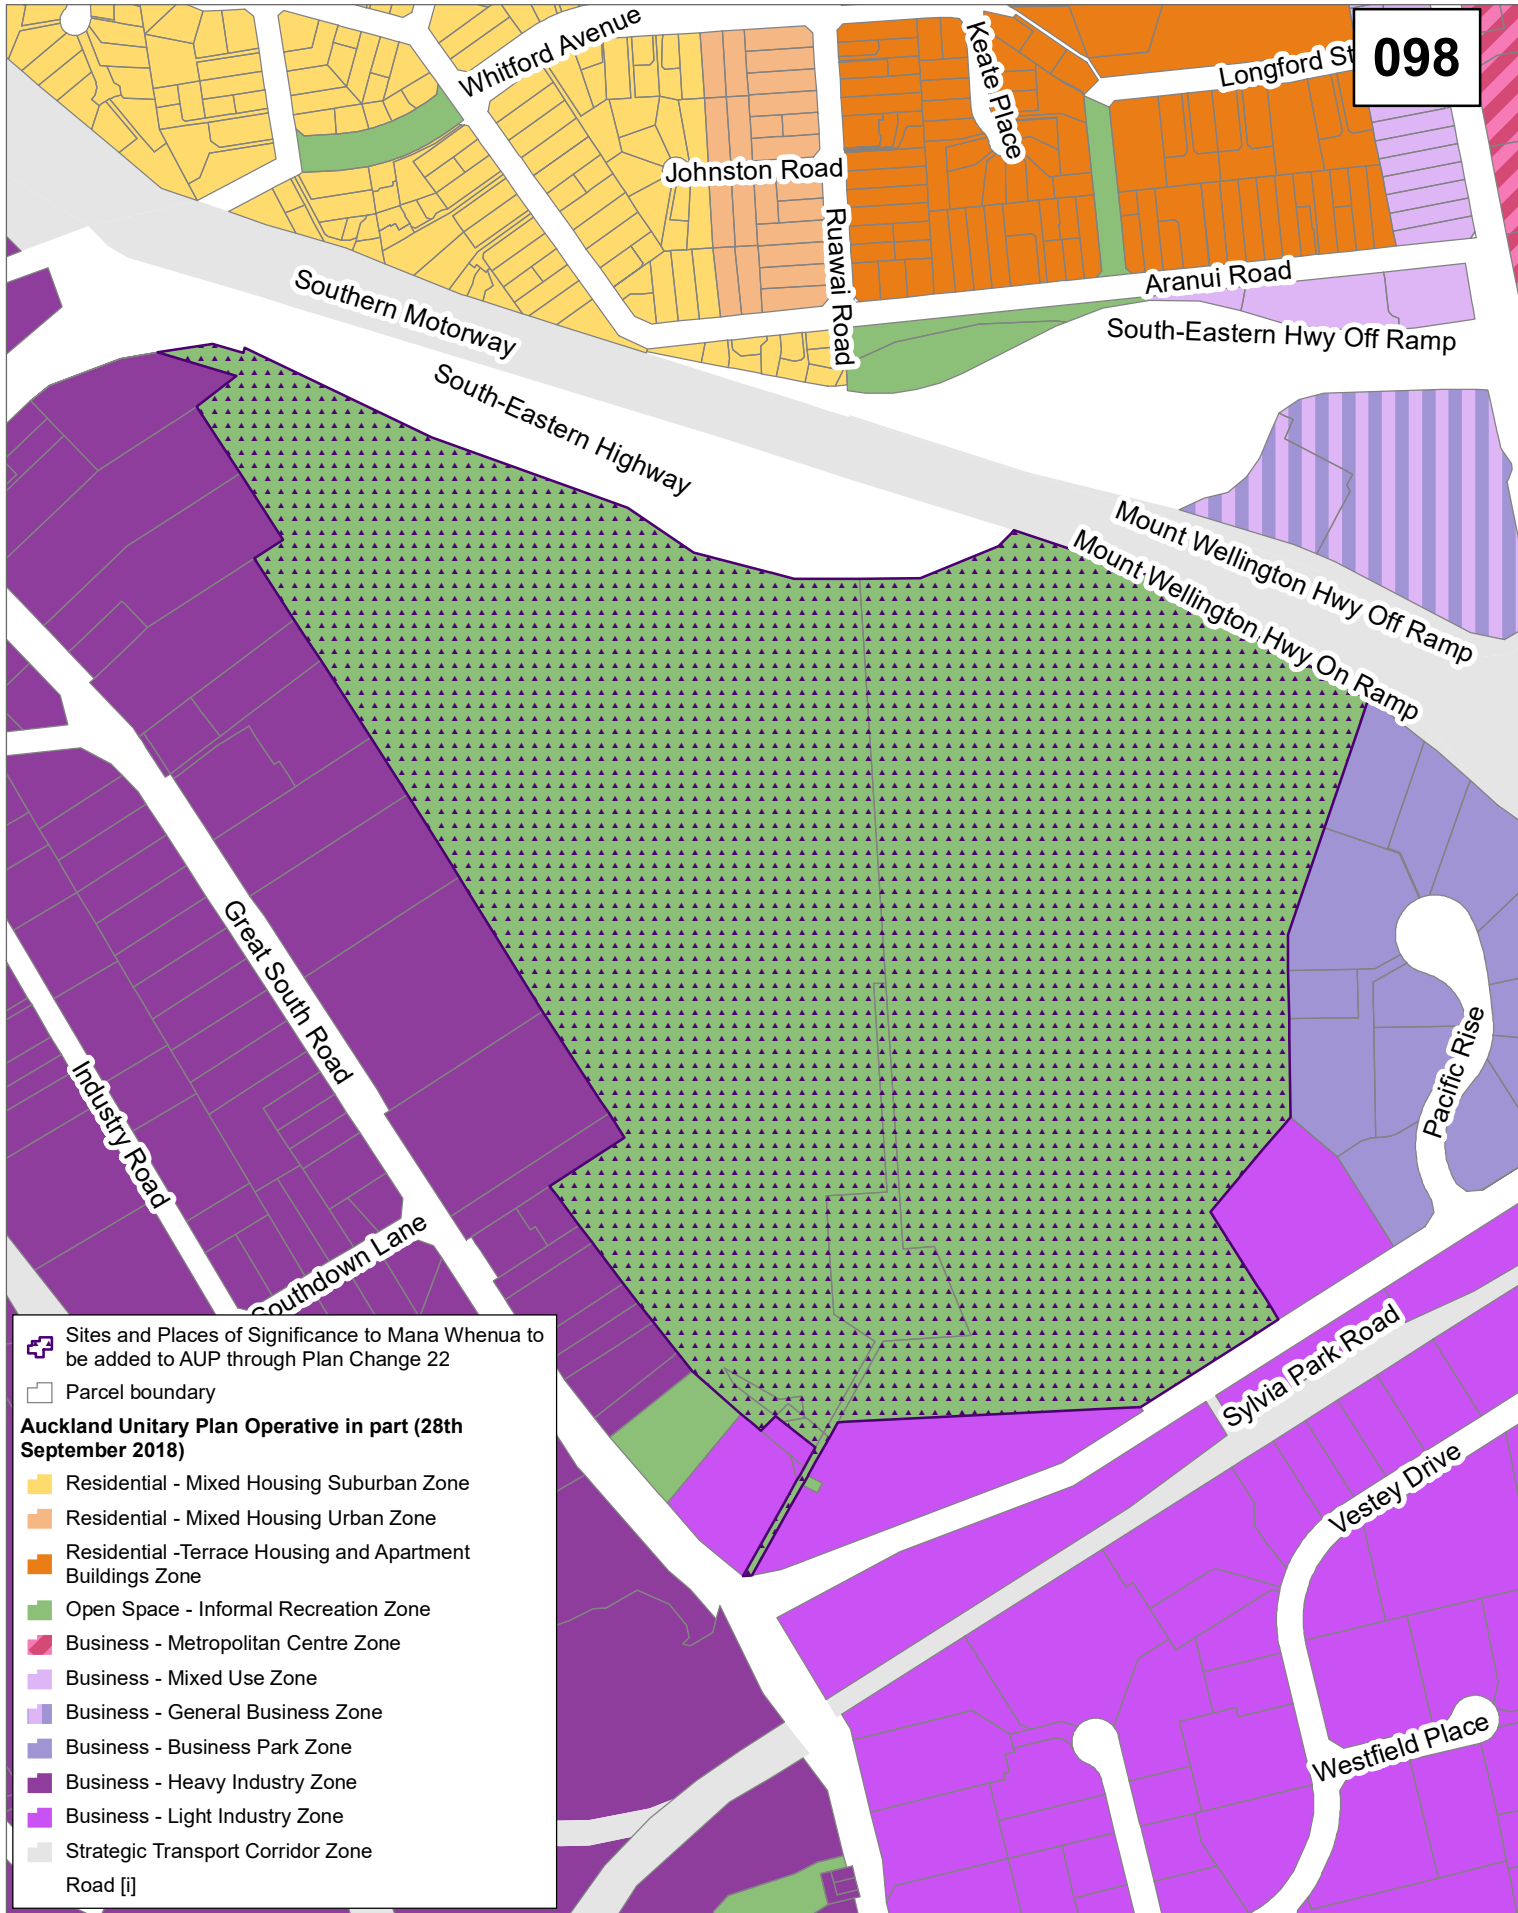 098
Whitford Avenue
Keate Place
Longford St
Johnston Road
Ruawai Road
Aranui Road
Southern Motorway
South-Eastern Hwy Off Ramp
South-Eastern Highway
Mount Wellington Hwy Off Ramp
Mount Wellington Hwy On Ramp
Great South Road
Industry Road
Pacific Rise
Southdown Lane
Sylvia Park Road
Vestey Drive
Westfield Place
Sites and Places of Significance to Mana Whenua to
be added to AUP through Plan Change 22
Parcel boundary
Auckland Unitary Plan Operative in part (28th
September 2018)
Residential - Mixed Housing Suburban Zone
Residential - Mixed Housing Urban Zone
Residential -Terrace Housing and Apartment
Buildings Zone
Open Space - Informal Recreation Zone
Business - Metropolitan Centre Zone
Business - Mixed Use Zone
Business - General Business Zone
Business - Business Park Zone
Business - Heavy Industry Zone
Business - Light Industry Zone
Strategic Transport Corridor Zone
Road [i]